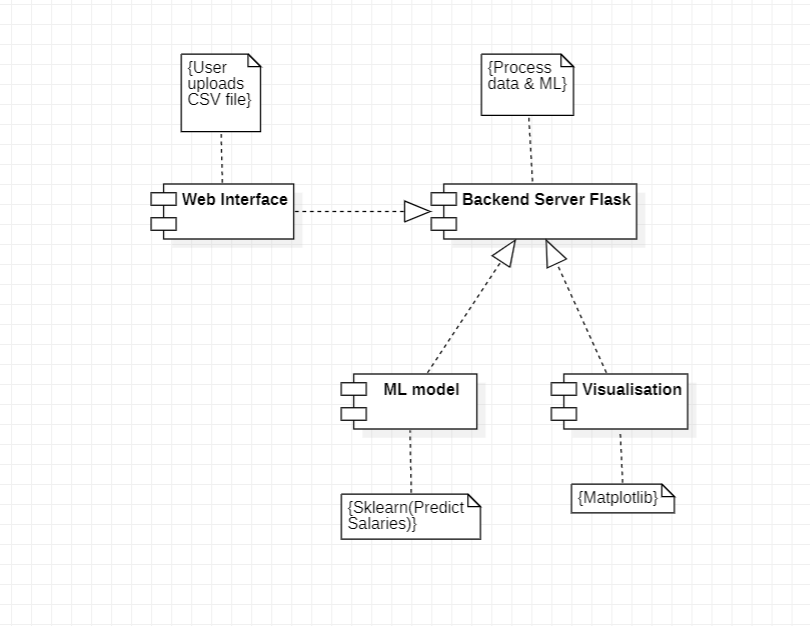 {User
uploads
CSV file}
{Process
data & ML}
Web Interface
Backend Server Flask
ML model
Visualisation
{Sklearn(Predict
Salaries)}
{Matplotlib}